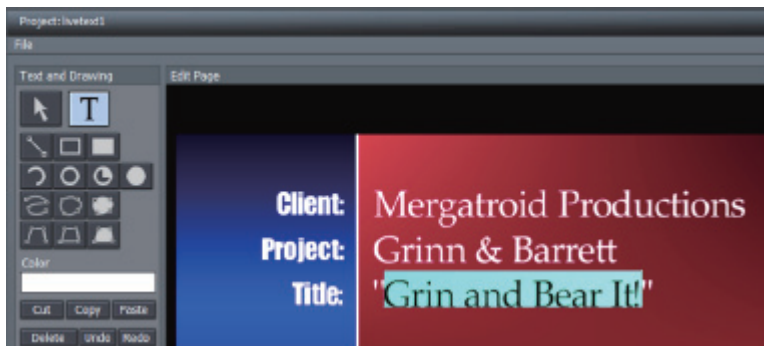 Project:livetext1
File
Text and Drawing
Edit Page
T
Client: Mergatroid Productions
Project: Grinn & Barrett
Title: "Grin and Bear It!"
Color
Cut Copy Paste
Delete Undo Redo